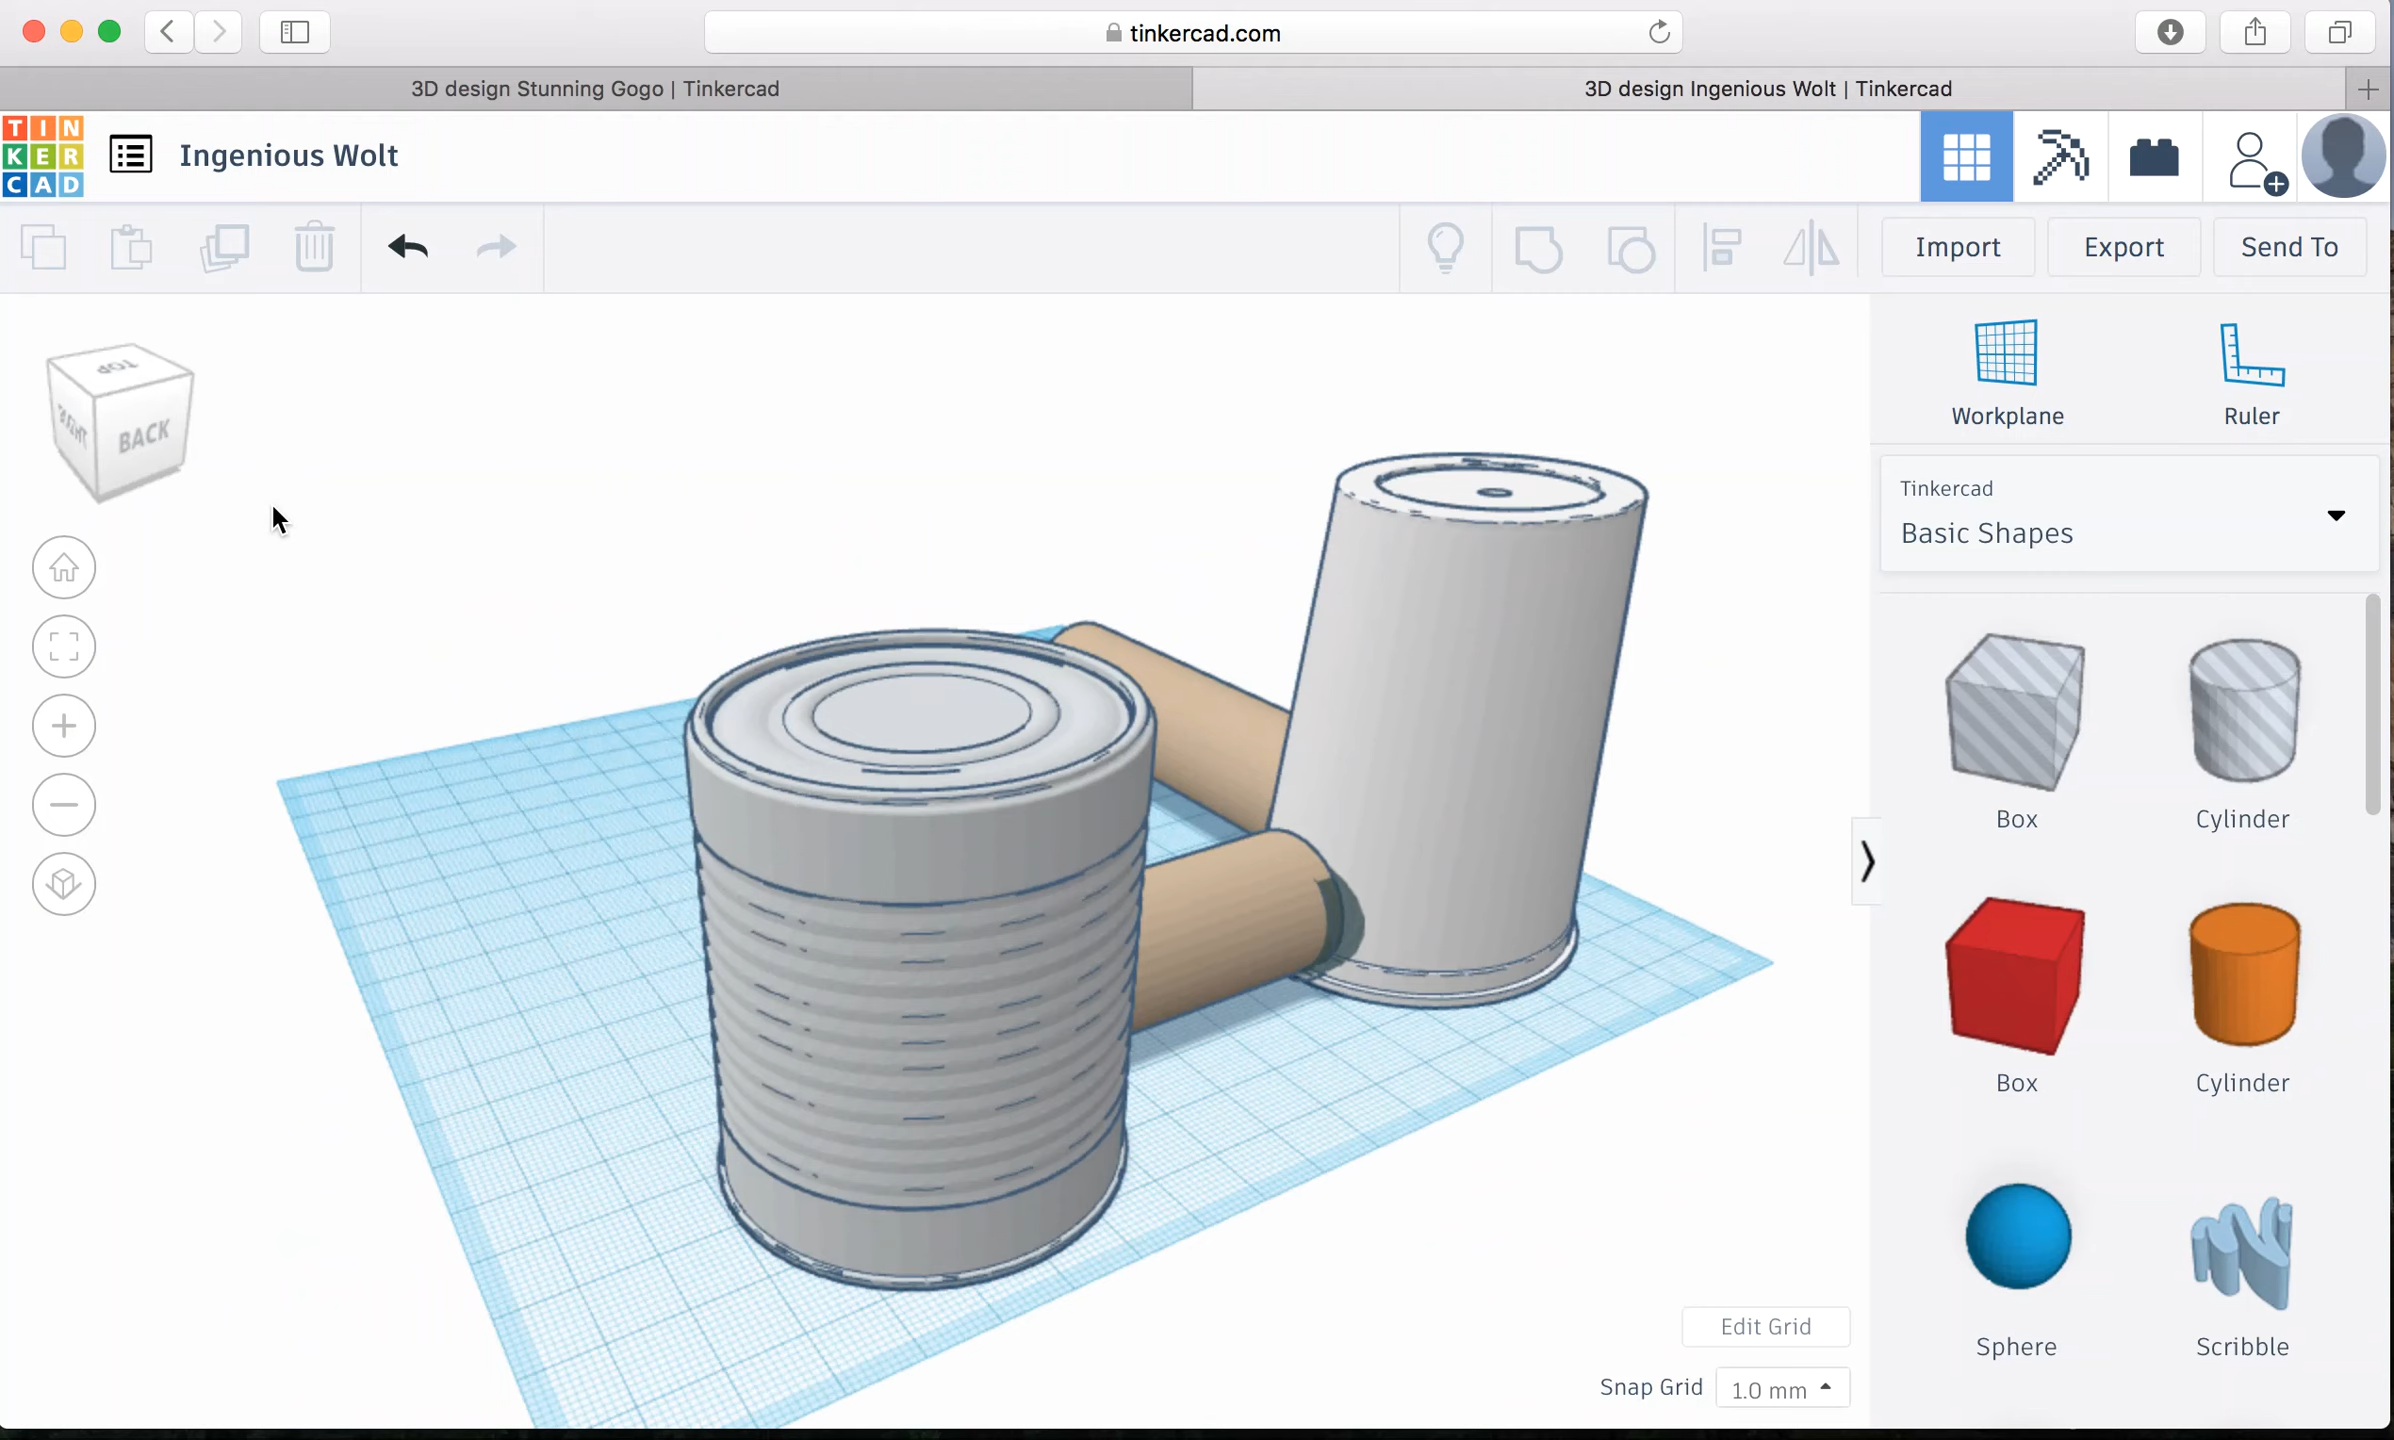 tinkercad.com
3D design Stunning Gogo | Tinkercad
3D design Ingenious Wolt | Tinkercad
TIN
KER
CAD
Ingenious Wolt
Import
Export
Send To
TOP
RIGHT
BACK
Workplane
Ruler
Tinkercad
Basic Shapes
Box
Cylinder
Box
Cylinder
Sphere
Scribble
Edit Grid
Snap Grid
1.0 mm